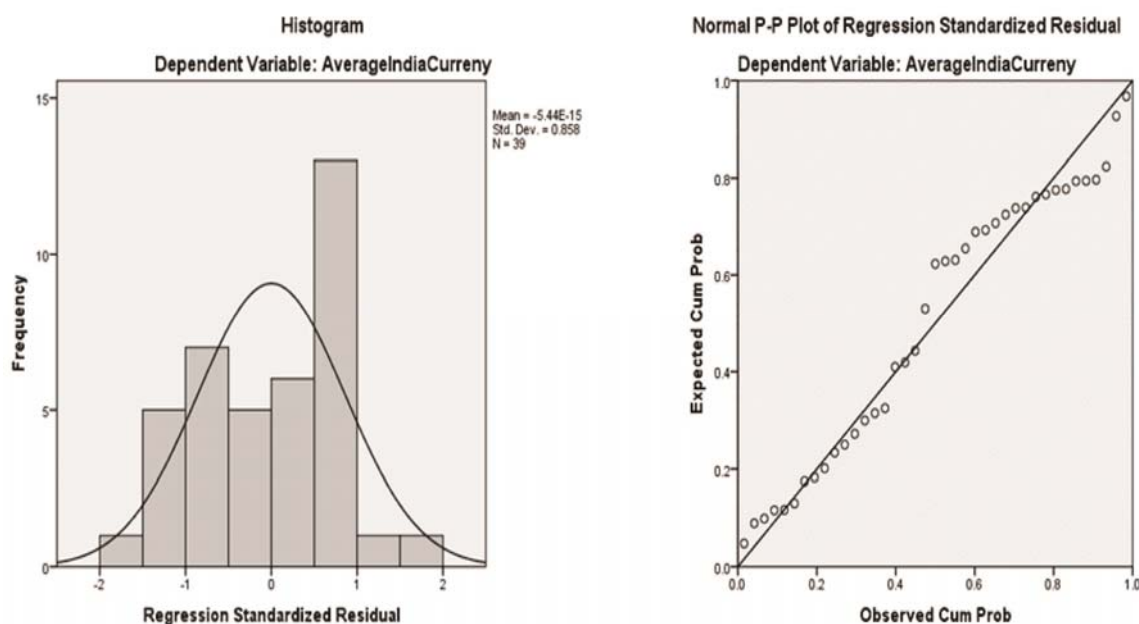 Histogram
Dependent Variable: AverageIndiaCurreny
Mean = -5.44E-15
Std. Dev. = 0.858
N = 39
15
10
5
0
Frequency
-2 -1 0 1 2
Regression Standardized Residual
Normal P-P Plot of Regression Standardized Residual
Dependent Variable: AverageIndiaCurreny
1.0
0.8
0.6
0.4
0.2
0.0
Expected Cum Prob
0.0 0.2 0.4 0.6 0.8 1.0
Observed Cum Prob